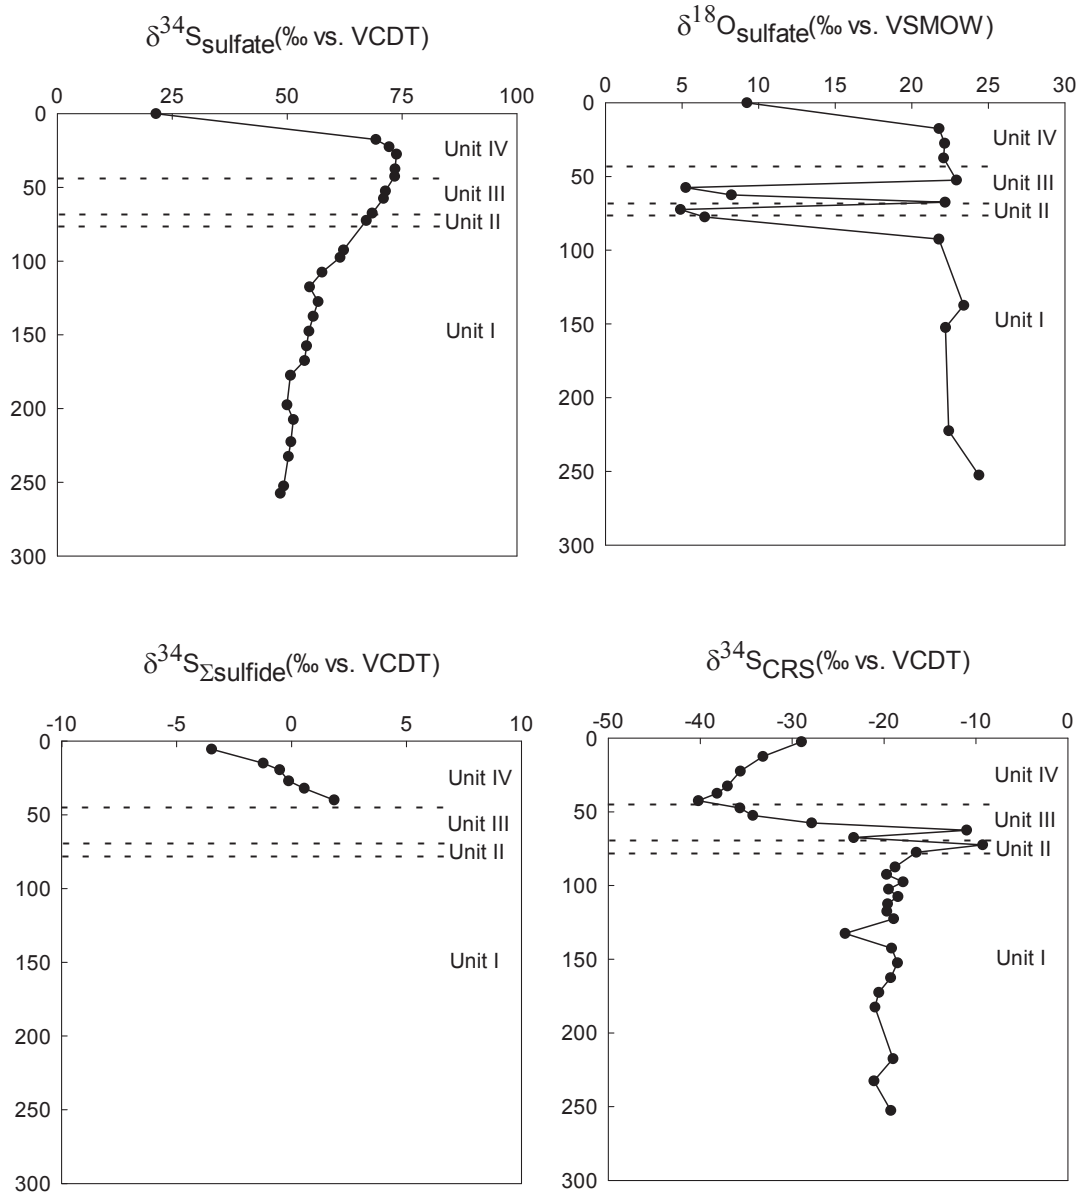 δ34Ssulfate(‰ vs. VCDT)
0 25 50 75 100
0
50
100
150
200
250
300
Unit IV
Unit III
Unit II
Unit I
δ18Osulfate(‰ vs. VSMOW)
0 5 10 15 20 25 30
0
50
100
150
200
250
300
Unit IV
Unit III
Unit II
Unit I
δ34SΣsulfide(‰ vs. VCDT)
-10 -5 0 5 10
0
50
100
150
200
250
300
Unit IV
Unit III
Unit II
Unit I
δ34SCRS(‰ vs. VCDT)
-50 -40 -30 -20 -10 0
0
50
100
150
200
250
300
Unit IV
Unit III
Unit II
Unit I